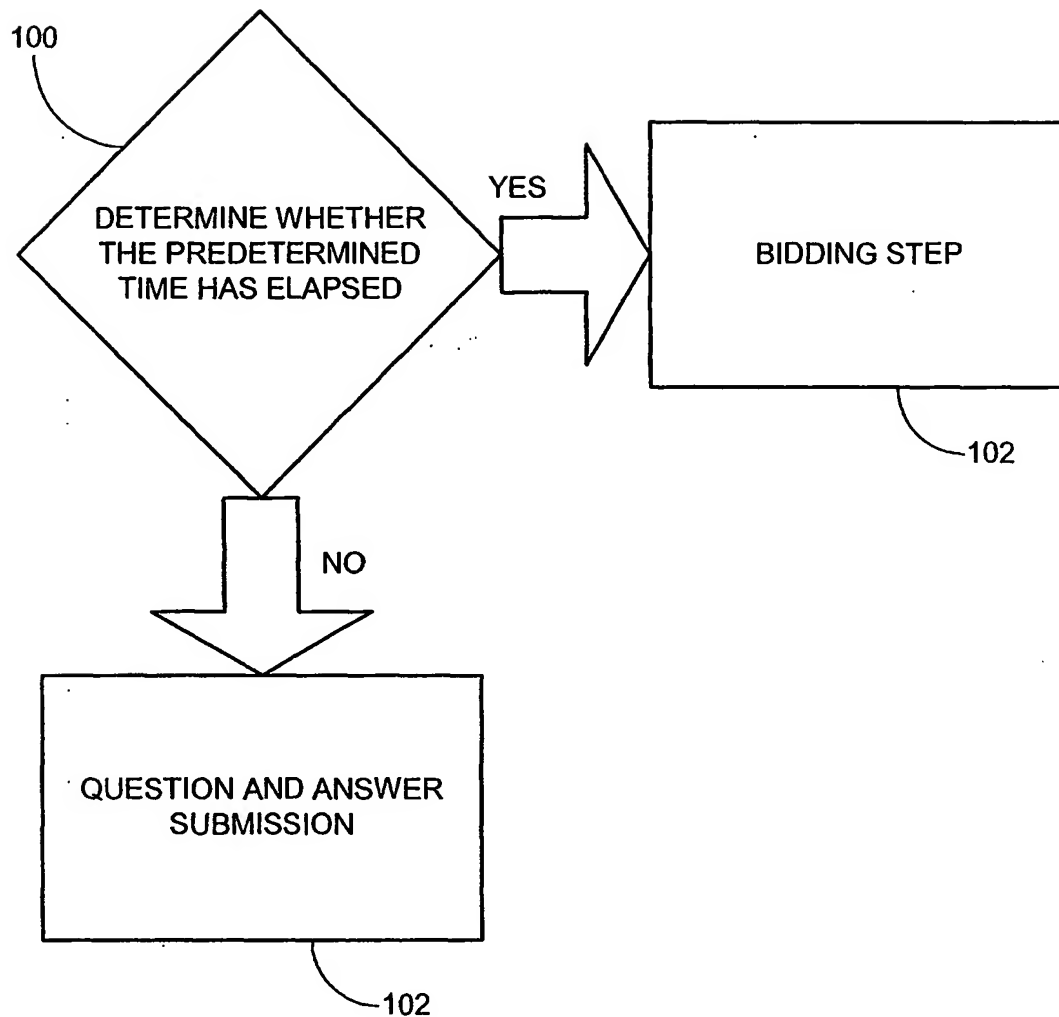 100
DETERMINE WHETHER
THE PREDETERMINED
TIME HAS ELAPSED
YES
BIDDING STEP
102
NO
QUESTION AND ANSWER
SUBMISSION
102